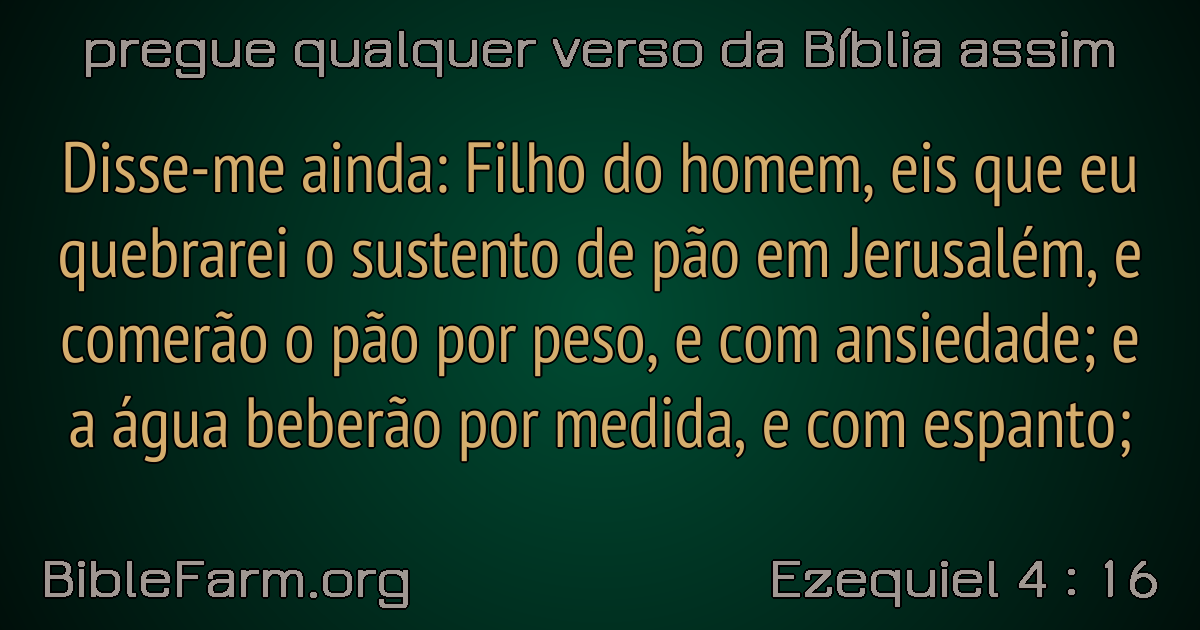 pregue qualquer verso da Bíblia assim
Disse-me ainda: Filho do homem, eis que eu
quebrarei o sustento de pão em Jerusalém, e
comerão o pão por peso, e com ansiedade; e
a água beberão por medida, e com espanto;
BibleFarm.org
Ezequiel 4 : 16